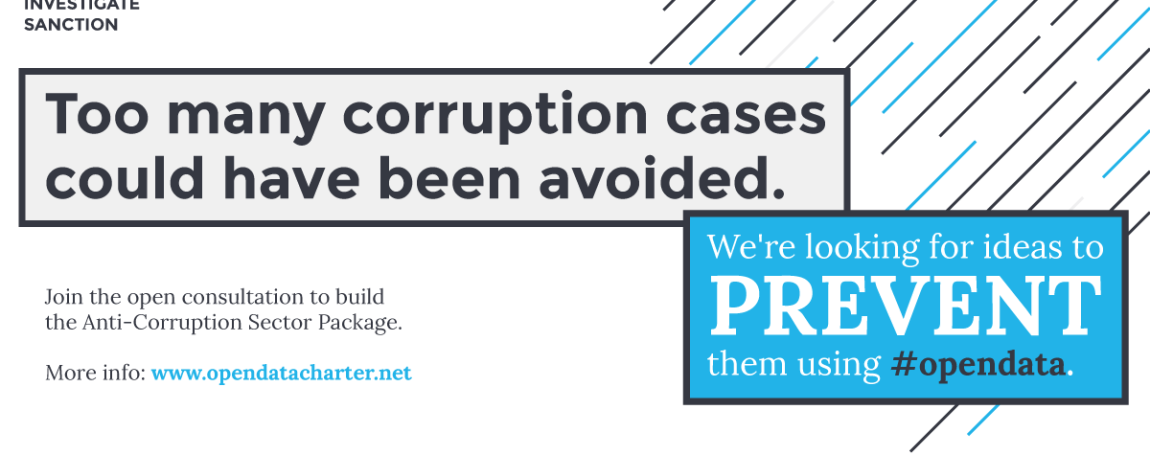 INVESTIGATE
SANCTION
Too many corruption cases
could have been avoided.
We're looking for ideas to
PREVENT
them using #opendata.
Join the open consultation to build
the Anti-Corruption Sector Package.
More info: www.opendatacharter.net